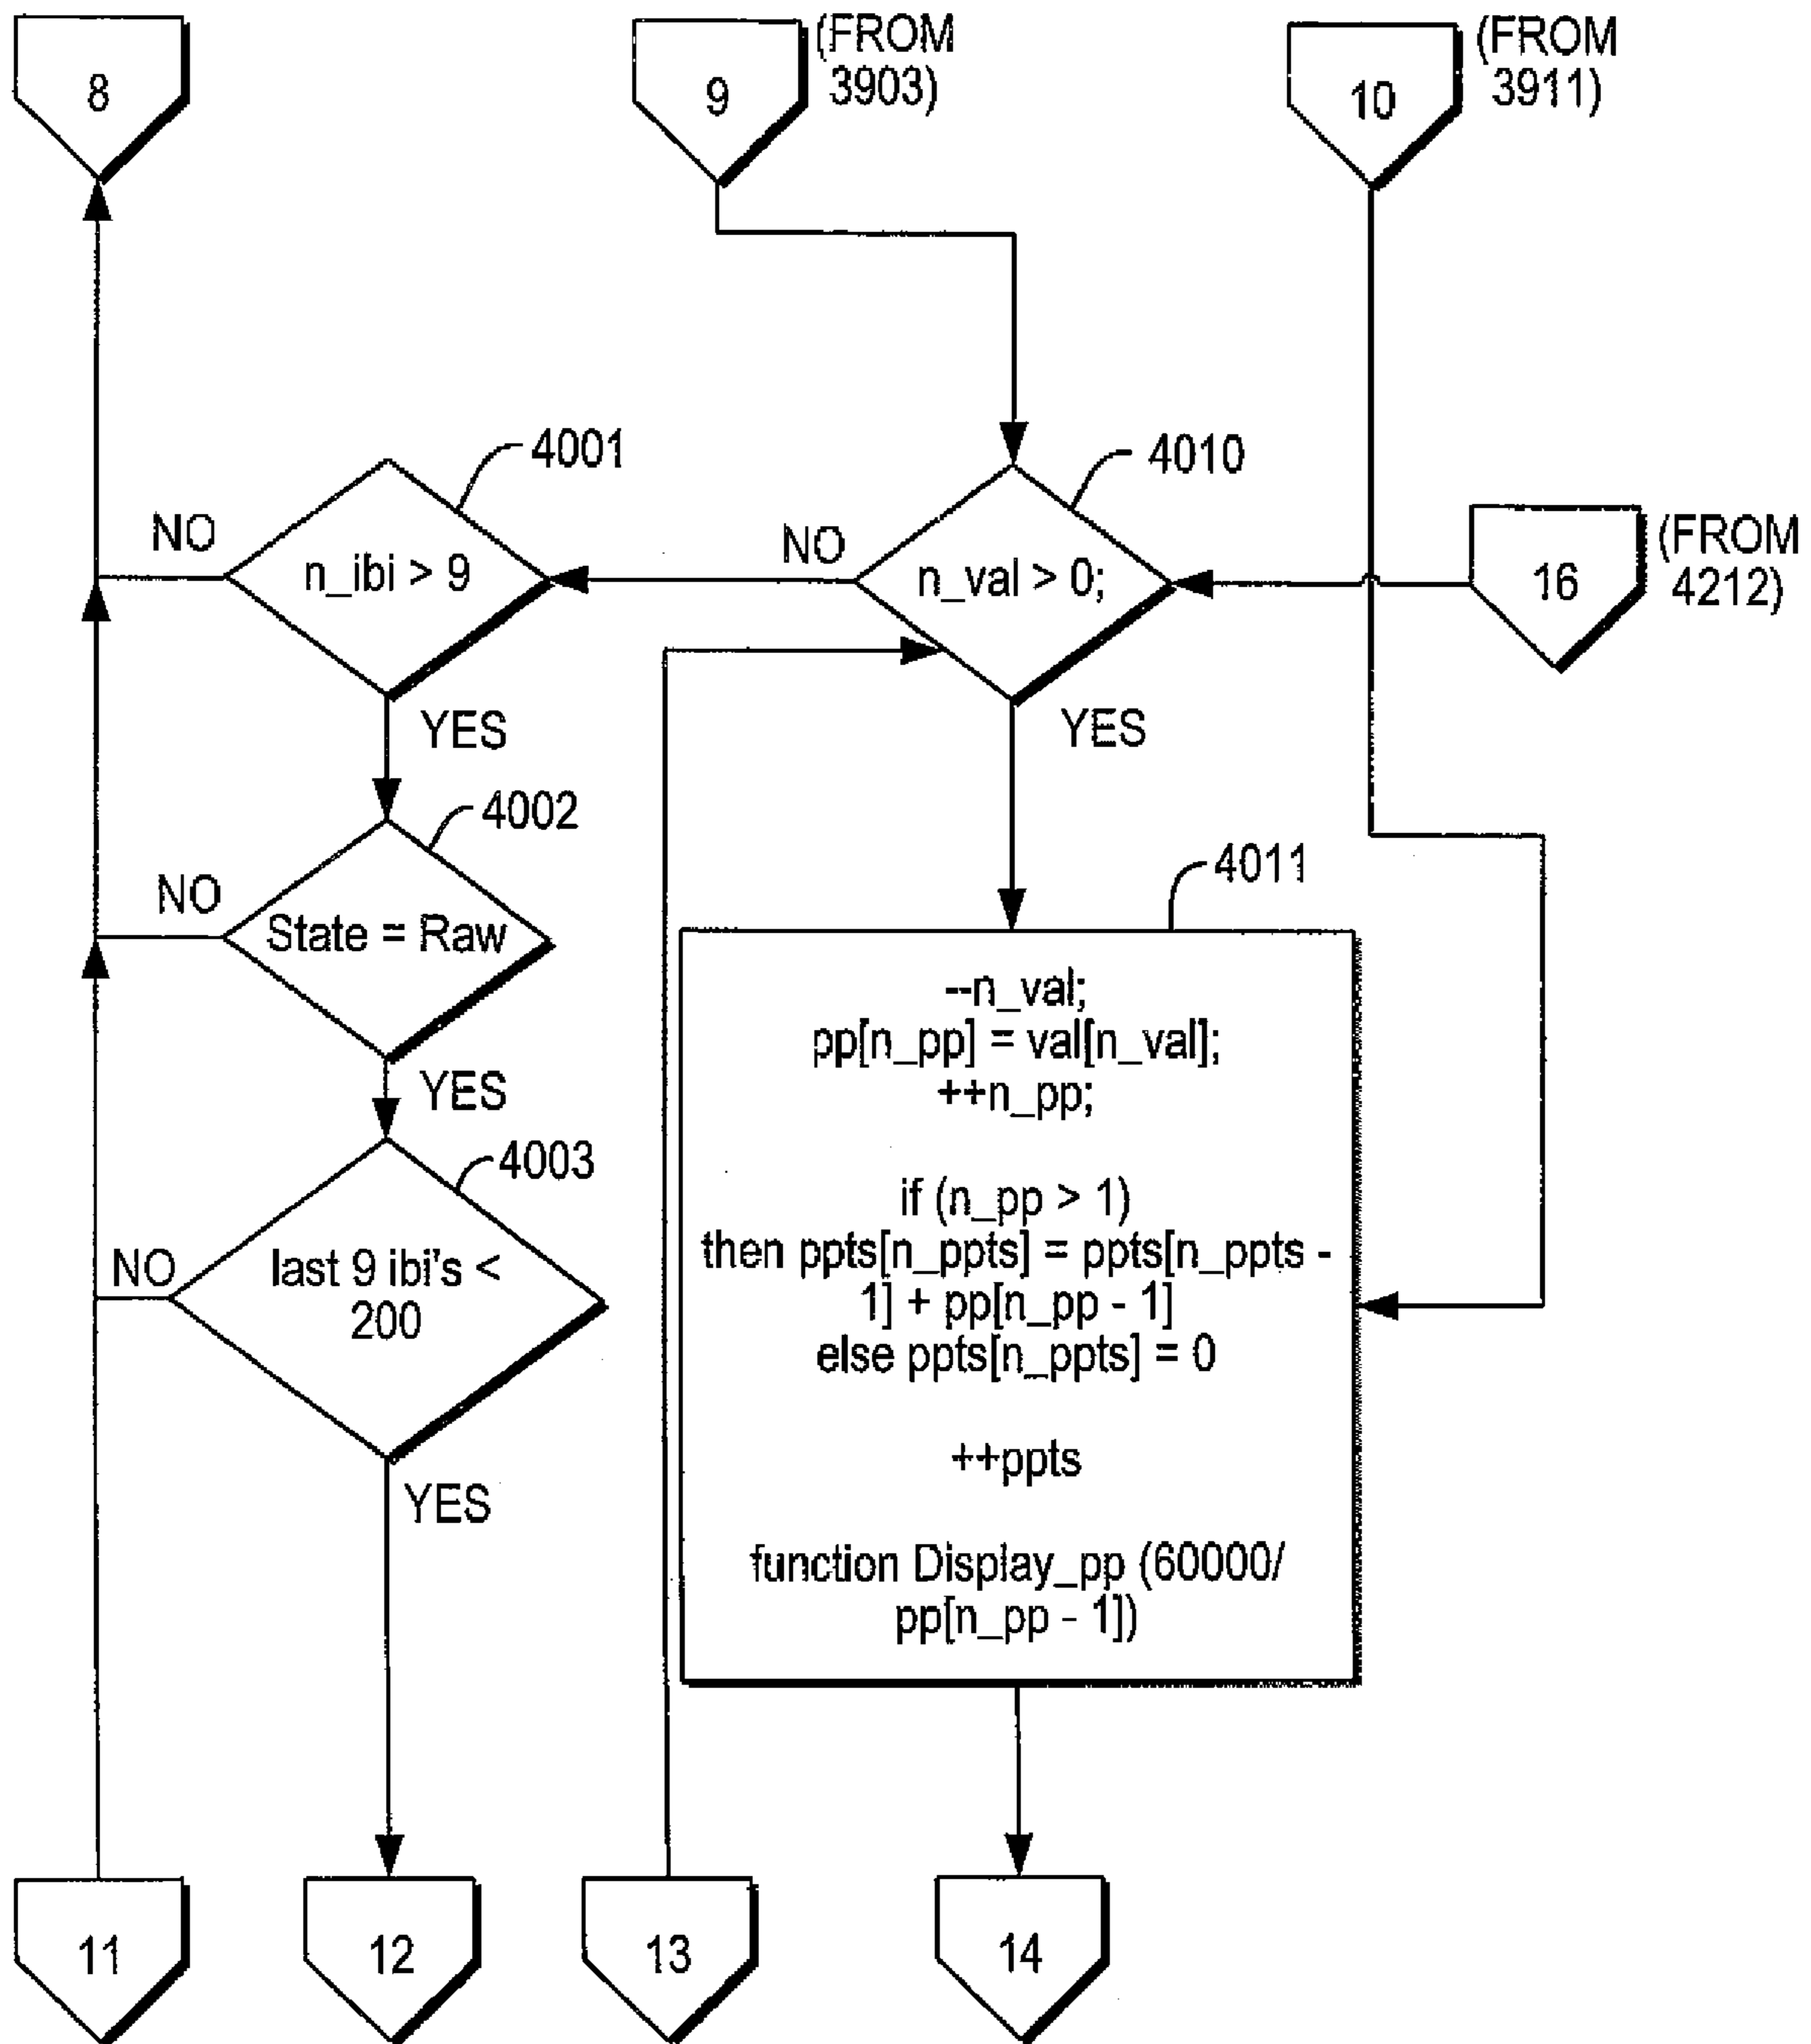 8
9
(FROM
3903)
10
(FROM
3911)
4001
4010
NO
n_ibi > 9
NO
n_val > 0;
16
(FROM
4212)
YES
YES
4002
NO
State = Raw
4011
YES
--n_val;
pp[n_pp] = val[n_val];
++n_pp;
4003
NO
last 9 ibi's <
200
if (n_pp > 1)
then ppts[n_ppts] = ppts[n_ppts -
1] + pp[n_pp - 1]
else ppts[n_ppts] = 0
++ppts
YES
function Display_pp (60000/
pp[n_pp - 1])
11
12
13
14